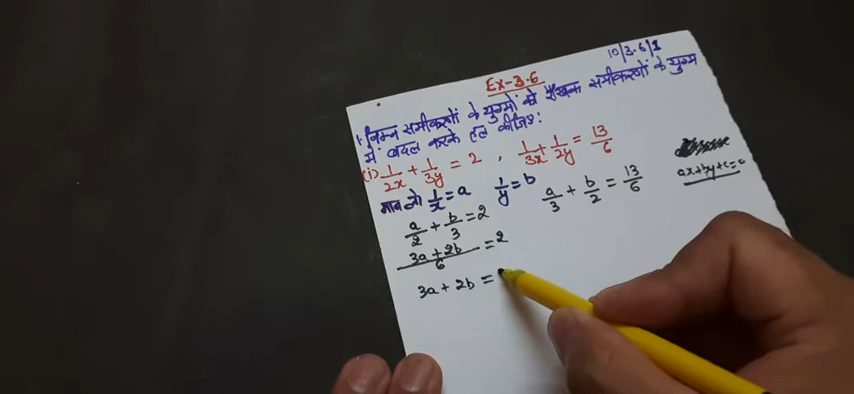 10/3.6/1
Ex-3.6
1. निम्न समीकरणों के युग्मों को रैखिक समीकरणों के युग्म
में बदल करके हल कीजिए:
(i) 1/2x + 1/3y = 2 , 1/3x + 1/2y = 13/6
मान लो 1/x = a 1/y = b
a/2 + b/3 = 2
a/3 + b/2 = 13/6
ax+by+c=0
3a + 2b / 6 = 2
3a + 2b =